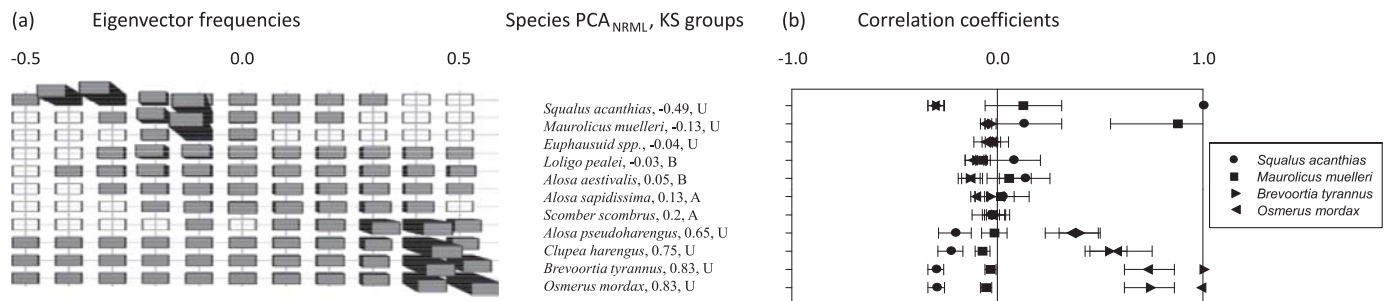 (a) Eigenvector frequencies Species PCA_NRML, KS groups (b) Correlation coefficients
-0.5 0.0 0.5 -1.0 0.0 1.0
Squalus acanthias, -0.49, U
Maurolicus muelleri, -0.13, U
Euphausuid spp., -0.04, U
Loligo pealei, -0.03, B
Alosa aestivalis, 0.05, B
Alosa sapidissima, 0.13, A
Scomber scombrus, 0.2, A
Alosa pseudoharengus, 0.65, U
Clupea harengus, 0.75, U
Brevoortia tyrannus, 0.83, U
Osmerus mordax, 0.83, U
Squalus acanthias
Maurolicus muelleri
Brevoortia tyrannus
Osmerus mordax